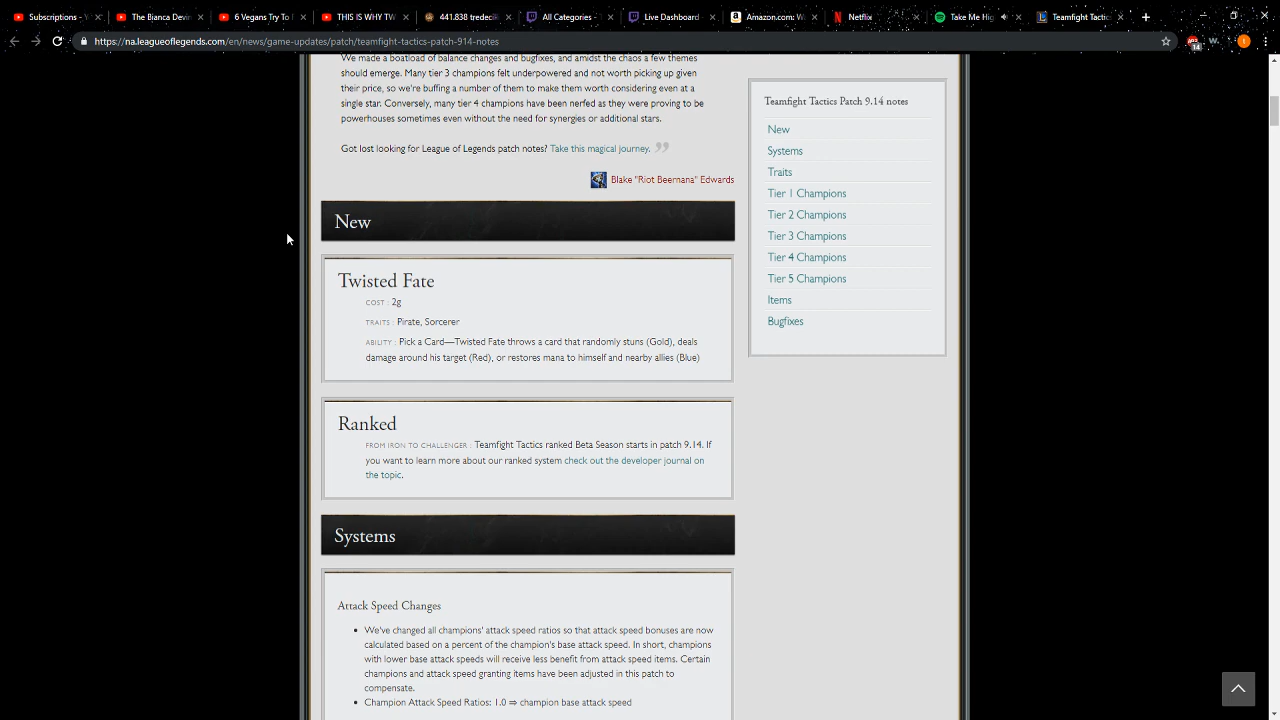 Subscriptions - Y
The Bianca Devin
6 Vegans Try To
THIS IS WHY TW
441.838 tredeci
All Categories -
Live Dashboard
Amazon.com: W
Netflix
Take Me Hig
Teamfight Tactic
https://na.leagueoflegends.com/en/news/game-updates/patch/teamfight-tactics-patch-914-notes
14
I
We made a boatload of balance changes and bugfixes, and amidst the chaos a few themes
should emerge. Many tier 3 champions felt underpowered and not worth picking up given
their price, so we're buffing a number of them to make them worth considering even at a
single star. Conversely, many tier 4 champions have been nerfed as they were proving to be
powerhouses sometimes even without the need for synergies or additional stars.
Got lost looking for League of Legends patch notes? Take this magical journey.
Blake "Riot Beernana" Edwards
New
Twisted Fate
COST : 2g
TRAITS : Pirate, Sorcerer
ABILITY : Pick a Card—Twisted Fate throws a card that randomly stuns (Gold), deals
damage around his target (Red), or restores mana to himself and nearby allies (Blue)
Ranked
FROM IRON TO CHALLENGER : Teamfight Tactics ranked Beta Season starts in patch 9.14. If
you want to learn more about our ranked system check out the developer journal on
the topic.
Systems
Attack Speed Changes
We've changed all champions' attack speed ratios so that attack speed bonuses are now
calculated based on a percent of the champion's base attack speed. In short, champions
with lower base attack speeds will receive less benefit from attack speed items. Certain
champions and attack speed granting items have been adjusted in this patch to
compensate.
Champion Attack Speed Ratios: 1.0 ⇒ champion base attack speed
Teamfight Tactics Patch 9.14 notes
New
Systems
Traits
Tier 1 Champions
Tier 2 Champions
Tier 3 Champions
Tier 4 Champions
Tier 5 Champions
Items
Bugfixes